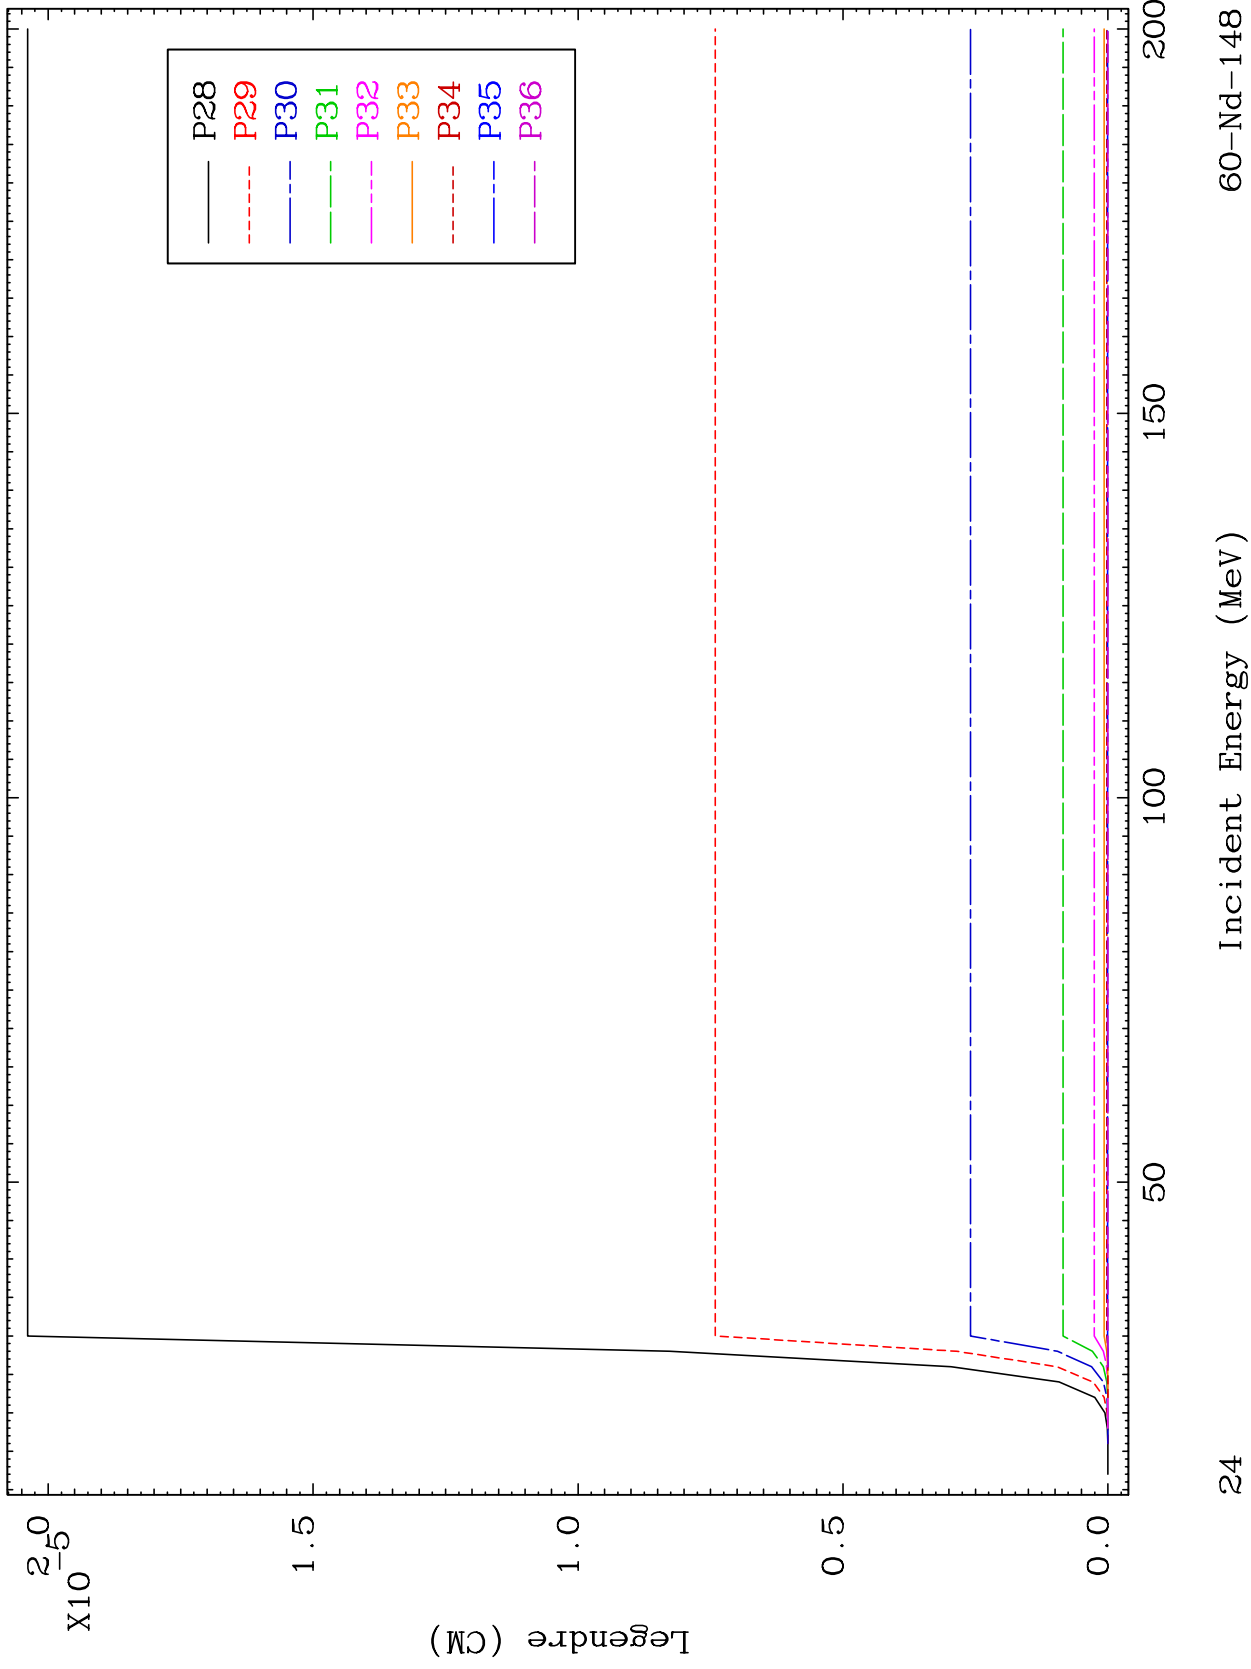 X10
-5
2.0
1.5
1.0
0.5
0.0
Legendre (CM)
P28
P29
P30
P31
P32
P33
P34
P35
P36
50
100
150
200
Incident Energy (MeV)
24
60-Nd-148